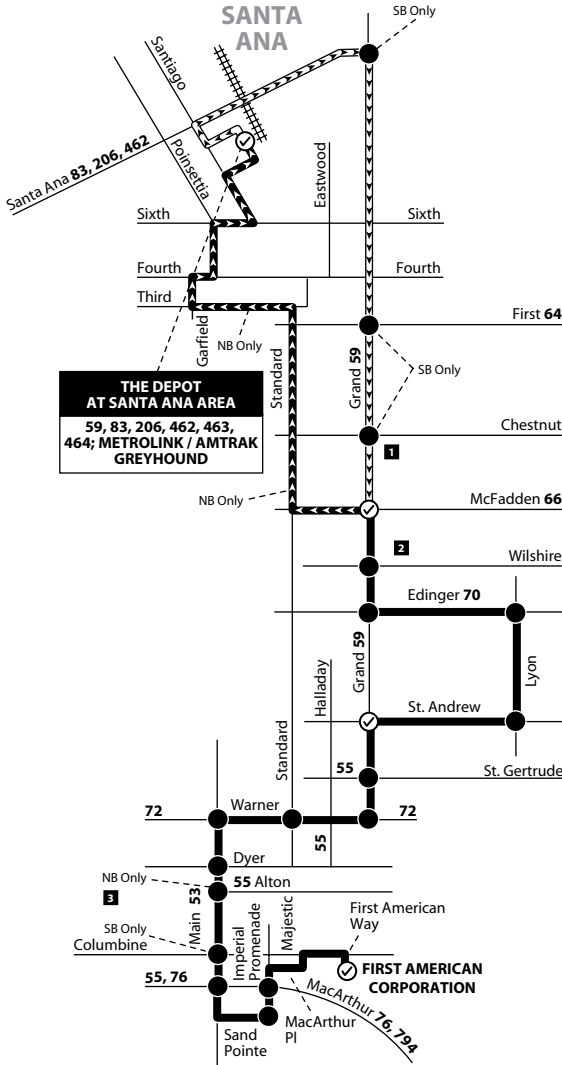 SANTA
ANA
SB Only
Santiago
Poinsettia
Santa Ana 83, 206, 462
Eastwood
Sixth
Sixth
Fourth
Fourth
Third
Garfield
NB Only
Standard
Grand 59
First 64
SB Only
THE DEPOT
AT SANTA ANA AREA
59, 83, 206, 462, 463,
464; METROLINK / AMTRAK
GREYHOUND
Chestnut
1
NB Only
McFadden 66
2
Wilshire
Edinger 70
Grand 59
Halladay
Lyon
St. Andrew
Standard
55
St. Gertrude
72
Warner
72
55
Dyer
NB Only
55 Alton
3
Main 53
SB Only
Columbine
Imperial
Promenade
Majestic
First American
Way
FIRST AMERICAN
CORPORATION
55, 76
MacArthur 76, 794
MacArthur
Pl
Sand
Pointe